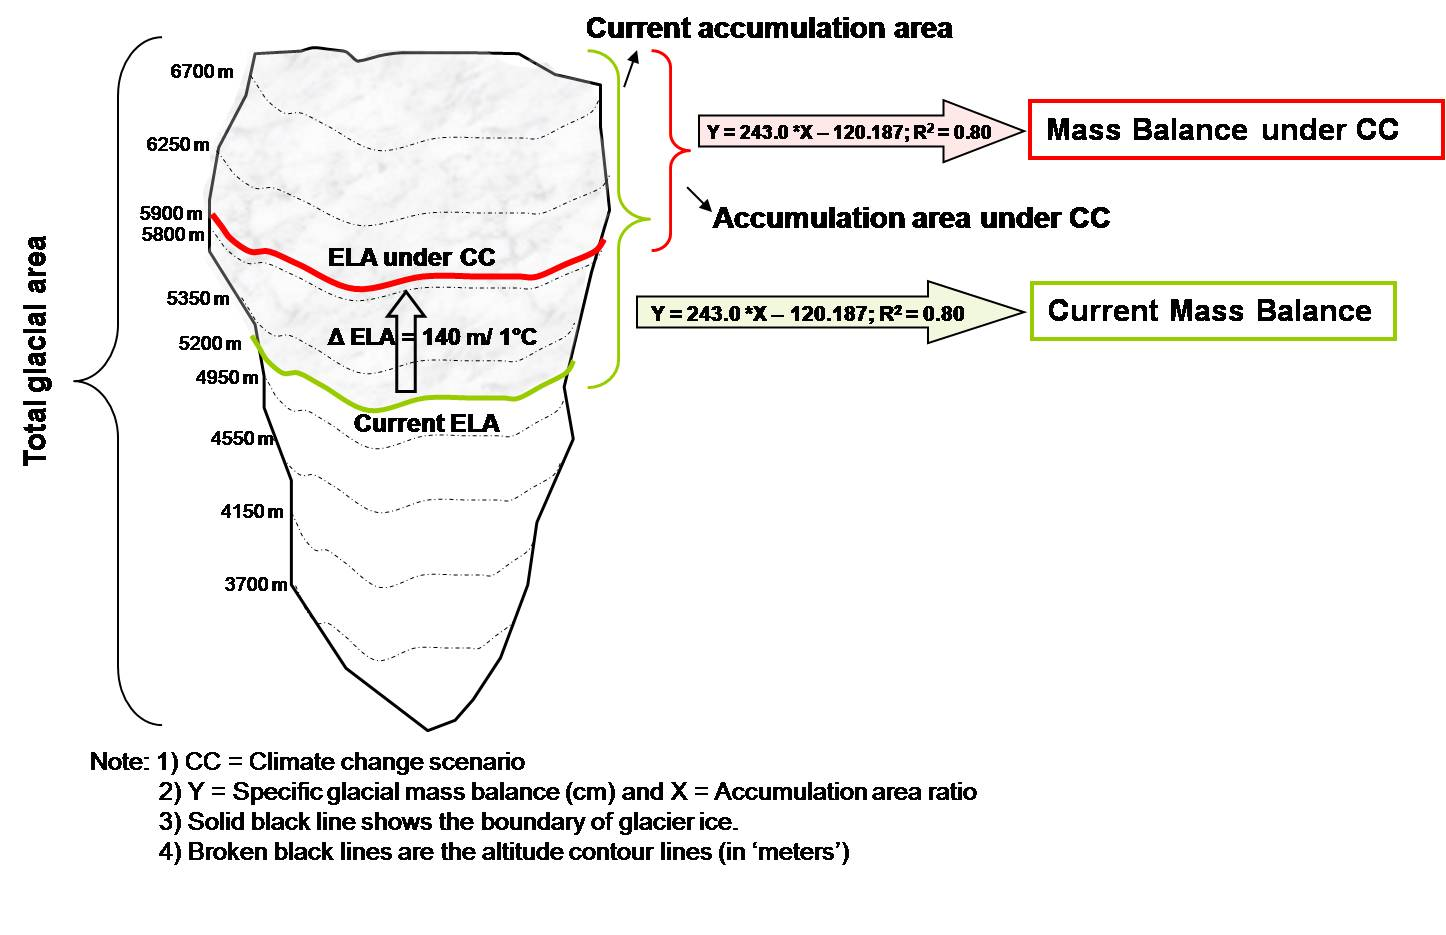 Current accumulation area
6700 m
Y = 243.0 *X – 120.187; R² = 0.80
Mass Balance under CC
6250 m
5900 m
Accumulation area under CC
5800 m
ELA under CC
5350 m
Y = 243.0 *X – 120.187; R² = 0.80
Current Mass Balance
Δ ELA = 140 m/ 1°C
5200 m
4950 m
Current ELA
4550 m
4150 m
3700 m
Total glacial area
Note: 1) CC = Climate change scenario
2) Y = Specific glacial mass balance (cm) and X = Accumulation area ratio
3) Solid black line shows the boundary of glacier ice.
4) Broken black lines are the altitude contour lines (in ‘meters’)